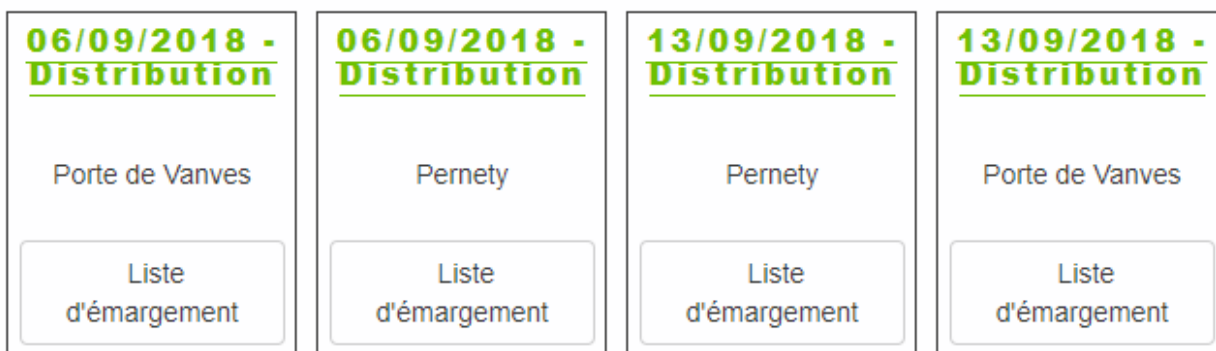 06/09/2018 -
Distribution
Porte de Vanves
Liste
d'émargement
06/09/2018 -
Distribution
Pernety
Liste
d'émargement
13/09/2018 -
Distribution
Pernety
Liste
d'émargement
13/09/2018 -
Distribution
Porte de Vanves
Liste
d'émargement